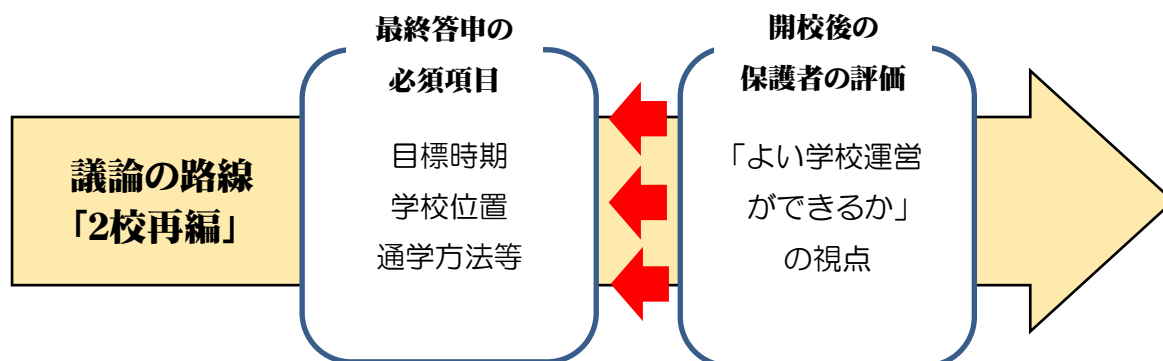 議論の路線
「2校再編」
最終答申の
必須項目
目標時期
学校位置
通学方法等
開校後の
保護者の評価
「よい学校運営
ができるか」
の視点